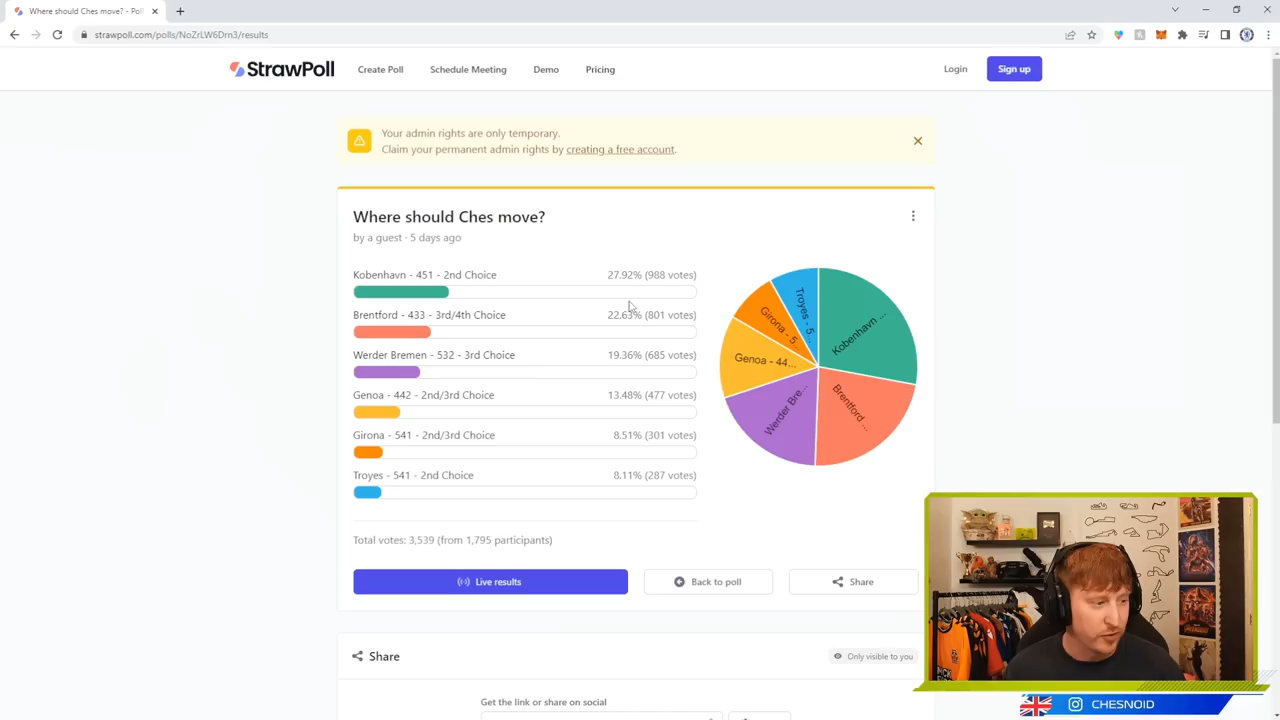 Where should Ches move? - Pol
strawpoll.com/polls/NoZrLW6Drn3/results
StrawPoll
Create Poll
Schedule Meeting
Demo
Pricing
Login
Sign up
Your admin rights are only temporary.
Claim your permanent admin rights by creating a free account.
Where should Ches move?
by a guest · 5 days ago
Kobenhavn - 451 - 2nd Choice 27.92% (988 votes)
Brentford - 433 - 3rd/4th Choice 22.63% (801 votes)
Werder Bremen - 532 - 3rd Choice 19.36% (685 votes)
Genoa - 442 - 2nd/3rd Choice 13.48% (477 votes)
Girona - 541 - 2nd/3rd Choice 8.51% (301 votes)
Troyes - 541 - 2nd Choice 8.11% (287 votes)
Kobenhavn ...
Brentford ...
Werder Bre...
Genoa - 44...
Girona - 5...
Troyes - 5...
Total votes: 3,539 (from 1,795 participants)
Live results
Back to poll
Share
Share
Only visible to you
Get the link or share on social
CHESNOID